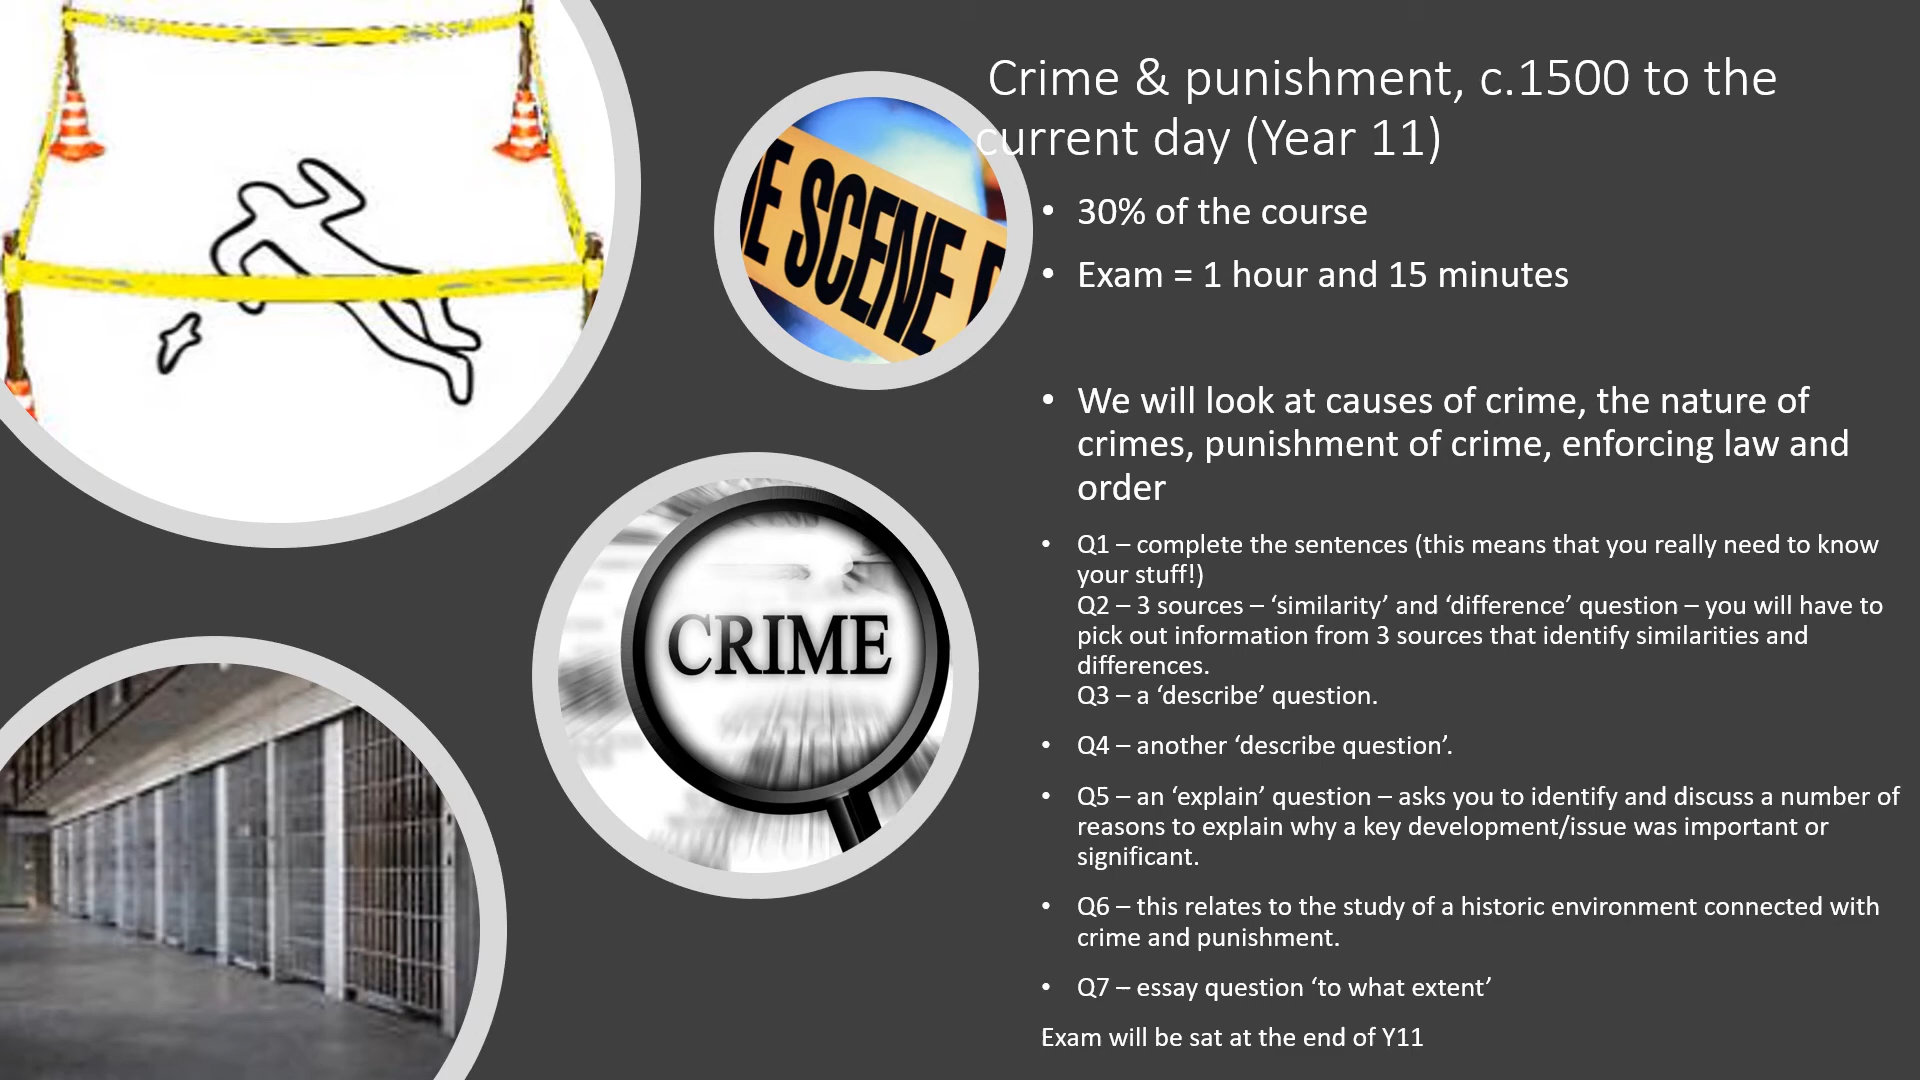 Crime & punishment, c.1500 to the
current day (Year 11)
• 30% of the course
• Exam = 1 hour and 15 minutes
• We will look at causes of crime, the nature of
crimes, punishment of crime, enforcing law and
order
• Q1 – complete the sentences (this means that you really need to know
your stuff!)
Q2 – 3 sources – ‘similarity’ and ‘difference’ question – you will have to
pick out information from 3 sources that identify similarities and
differences.
Q3 – a ‘describe’ question.
• Q4 – another ‘describe question’.
• Q5 – an ‘explain’ question – asks you to identify and discuss a number of
reasons to explain why a key development/issue was important or
significant.
• Q6 – this relates to the study of a historic environment connected with
crime and punishment.
• Q7 – essay question ‘to what extent’
Exam will be sat at the end of Y11
E SCENE
CRIME